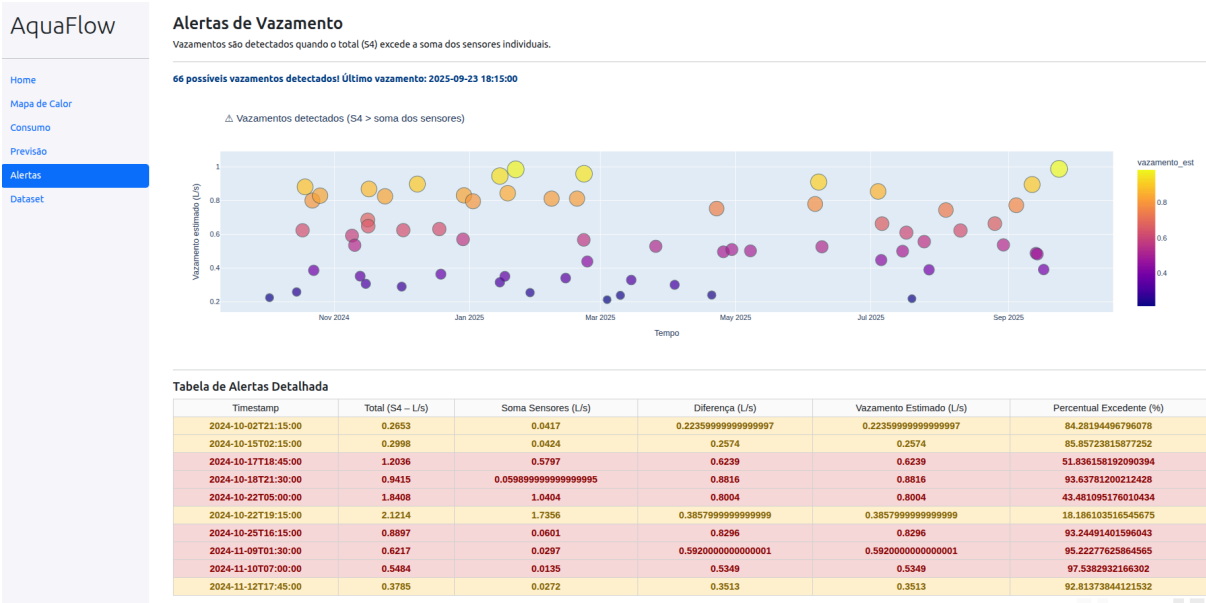 AquaFlow
Home
Mapa de Calor
Consumo
Previsão
Alertas
Dataset
Alertas de Vazamento
Vazamentos são detectados quando o total (S4) excede a soma dos sensores individuais.
66 possíveis vazamentos detectados! Último vazamento: 2025-09-23 18:15:00
⚠ Vazamentos detectados (S4 > soma dos sensores)
Vazamento estimado (L/s)
1
0.8
0.6
0.4
0.2
Nov 2024 Jan 2025 Mar 2025 May 2025 Jul 2025 Sep 2025
Tempo
vazamento_est
0.8
0.6
0.4
Tabela de Alertas Detalhada
Timestamp Total (S4 – L/s) Soma Sensores (L/s) Diferença (L/s) Vazamento Estimado (L/s) Percentual Excedente (%)
2024-10-02T21:15:00 0.2653 0.0417 0.22359999999999997 0.22359999999999997 84.28194496796078
2024-10-15T02:15:00 0.2998 0.0424 0.2574 0.2574 85.85723815877252
2024-10-17T18:45:00 1.2036 0.5797 0.6239 0.6239 51.836158192090394
2024-10-18T21:30:00 0.9415 0.059899999999999995 0.8816 0.8816 93.63781200212428
2024-10-22T05:00:00 1.8408 1.0404 0.8004 0.8004 43.481095176010434
2024-10-22T19:15:00 2.1214 1.7356 0.3857999999999999 0.3857999999999999 18.186103516545675
2024-10-25T16:15:00 0.8897 0.0601 0.8296 0.8296 93.24491401596043
2024-11-09T01:30:00 0.6217 0.0297 0.5920000000000001 0.5920000000000001 95.22277625864565
2024-11-10T07:00:00 0.5484 0.0135 0.5349 0.5349 97.5382932166302
2024-11-12T17:45:00 0.3785 0.0272 0.3513 0.3513 92.81373844121532